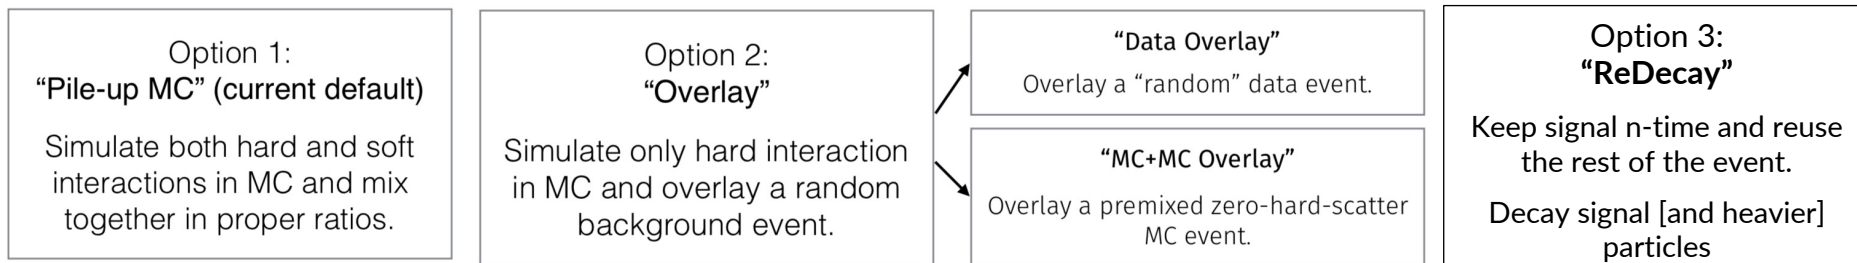 Option 1:
“Pile-up MC” (current default)
Simulate both hard and soft
interactions in MC and mix
together in proper ratios.
Option 2:
“Overlay”
Simulate only hard interaction
in MC and overlay a random
background event.
“Data Overlay”
Overlay a “random” data event.
“MC+MC Overlay”
Overlay a premixed zero-hard-scatter
MC event.
Option 3:
“ReDecay”
Keep signal n-time and reuse
the rest of the event.
Decay signal [and heavier]
particles